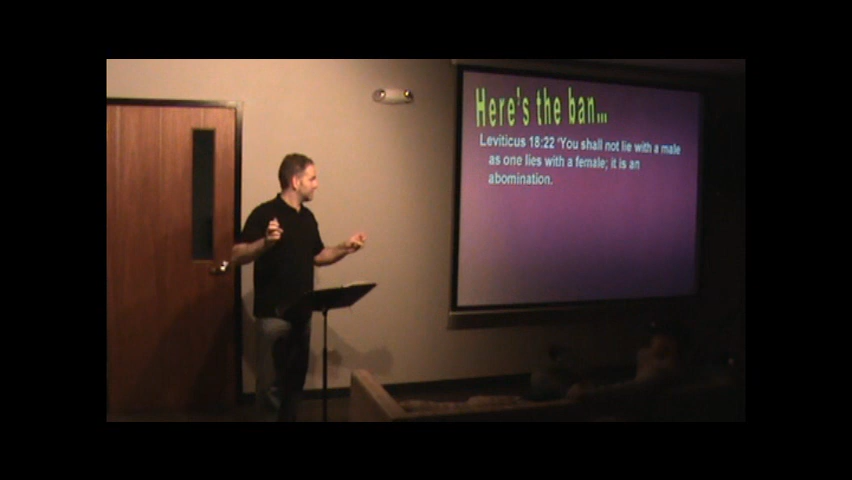 Here's the ban...
Leviticus 18:22 'You shall not lie with a male
as one lies with a female; it is an
abomination.